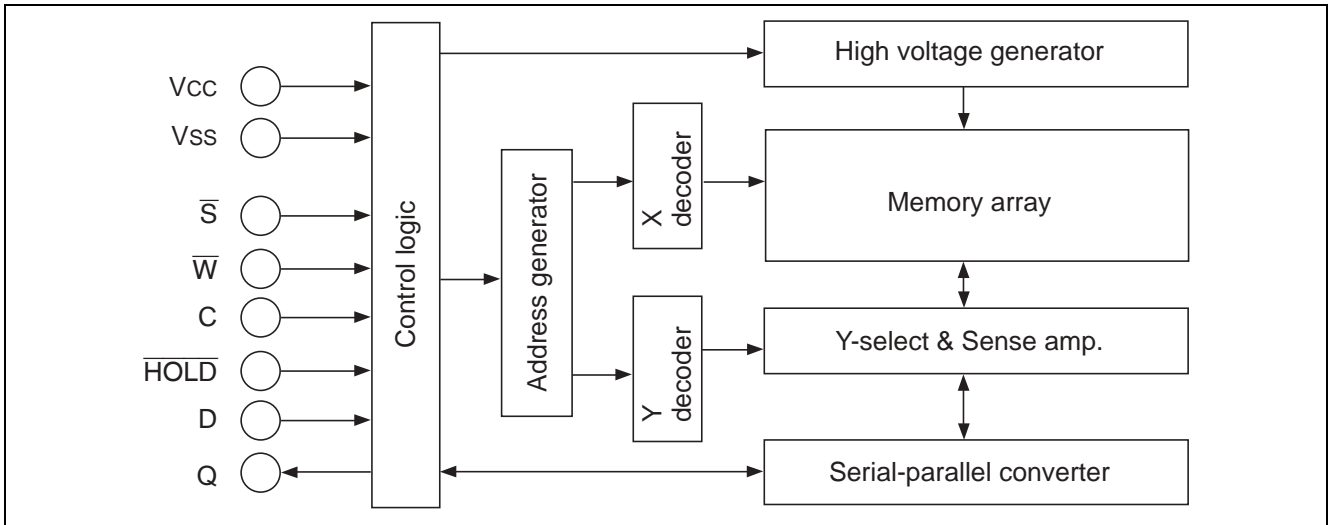 VCC
VSS
S̅
W̅
C
H̅O̅L̅D̅
D
Q
Control logic
Address generator
X
decoder
Y
decoder
High voltage generator
Memory array
Y-select & Sense amp.
Serial-parallel converter